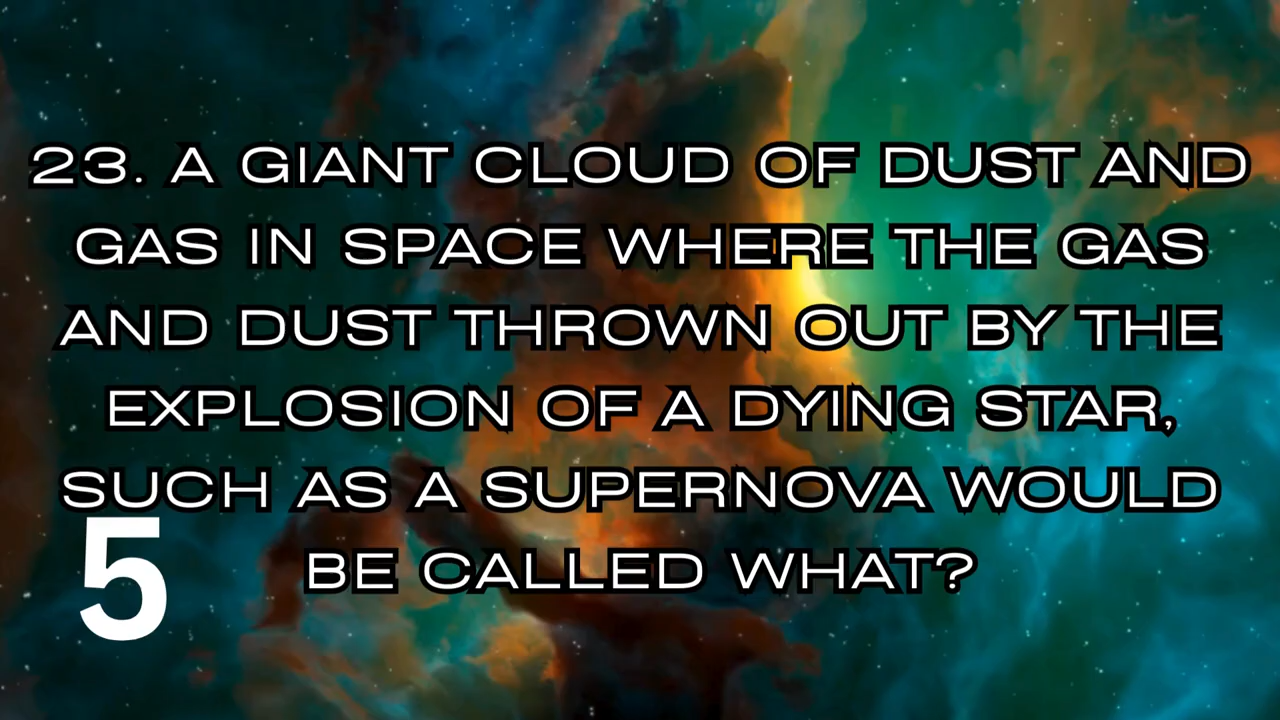 23. A GIANT CLOUD OF DUST AND
GAS IN SPACE WHERE THE GAS
AND DUST THROWN OUT BY THE
EXPLOSION OF A DYING STAR,
SUCH AS A SUPERNOVA WOULD
BE CALLED WHAT?
5